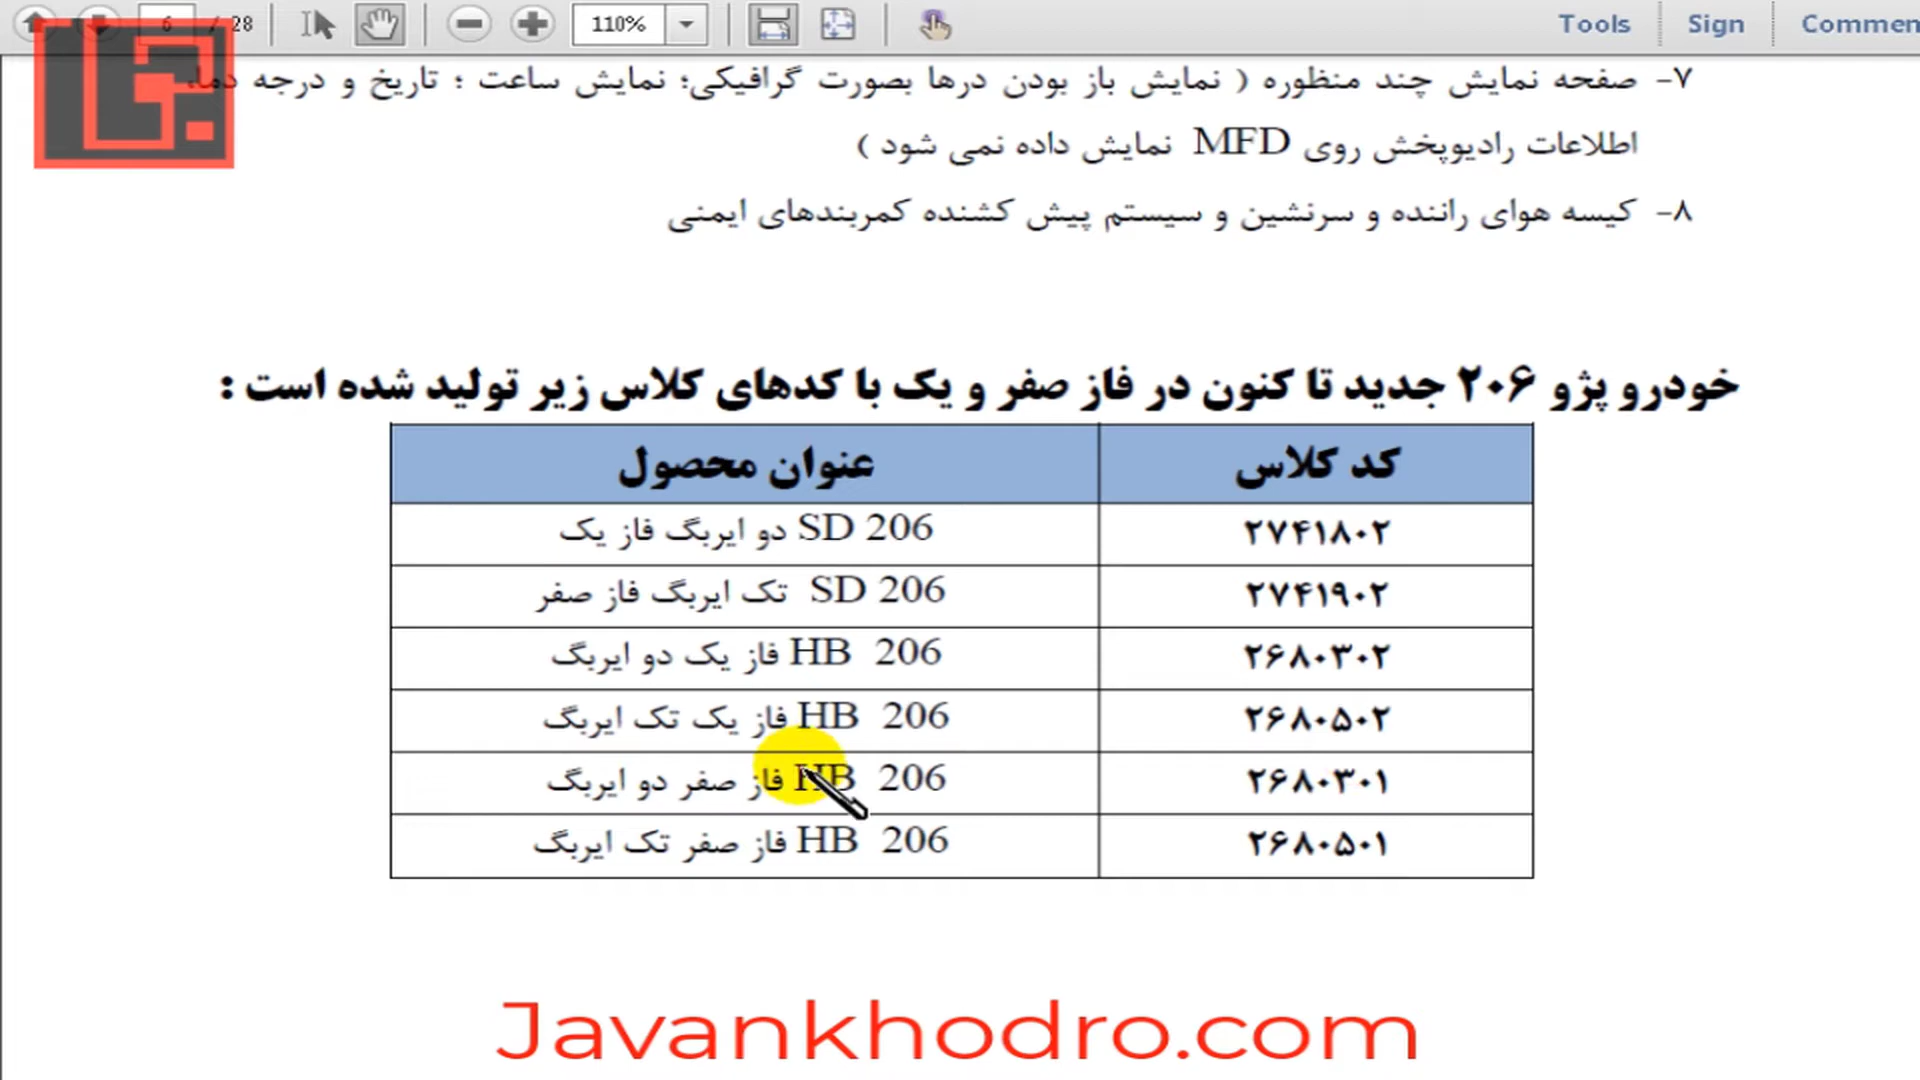 6 / 28
110%
Tools
Sign
Commen
۷- صفحه نمایش چند منظوره ( نمایش باز بودن درها بصورت گرافیکی؛ نمایش ساعت ؛ تاریخ و درجه دما،
اطلاعات رادیوپخش روی MFD نمایش داده نمی شود )
۸- کیسه هوای راننده و سرنشین و سیستم پیش کشنده کمربندهای ایمنی
خودرو پژو ۲۰۶ جدید تا کنون در فاز صفر و یک با کدهای کلاس زیر تولید شده است :
کد کلاس عنوان محصول
۲۷۴۱۸۰۲ 206 SD دو ایربگ فاز یک
۲۷۴۱۹۰۲ 206 SD تک ایربگ فاز صفر
۲۶۸۰۳۰۲ 206 HB فاز یک دو ایربگ
۲۶۸۰۵۰۲ 206 HB فاز یک تک ایربگ
۲۶۸۰۳۰۱ 206 HB فاز صفر دو ایربگ
۲۶۸۰۵۰۱ 206 HB فاز صفر تک ایربگ
Javankhodro.com